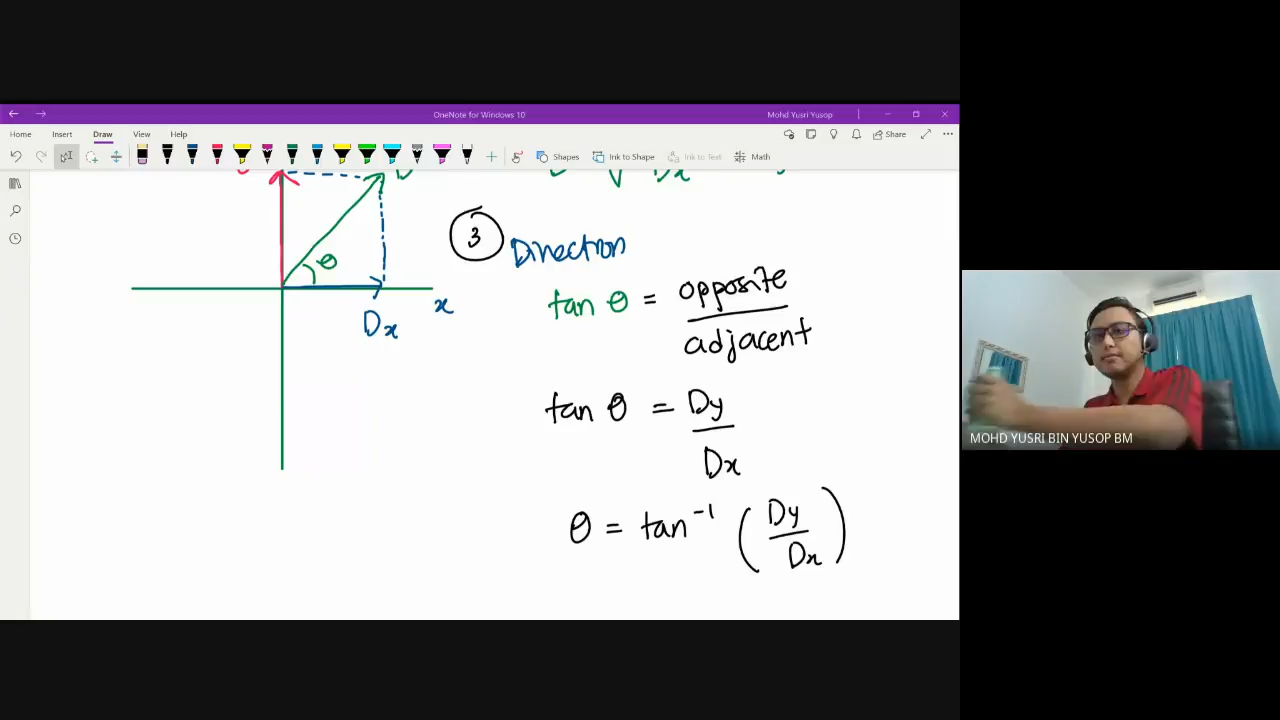 OneNote for Windows 10
Mohd Yusri Yusop
Home
Insert
Draw
View
Help
Share
Shapes
Ink to Shape
Ink to Text
Math
D
Dx
3
Direction
θ
x
Dx
tan θ = opposite
adjacent
tan θ = Dy
Dx
θ = tan⁻¹ ( Dy
Dx )
MOHD YUSRI BIN YUSOP BM